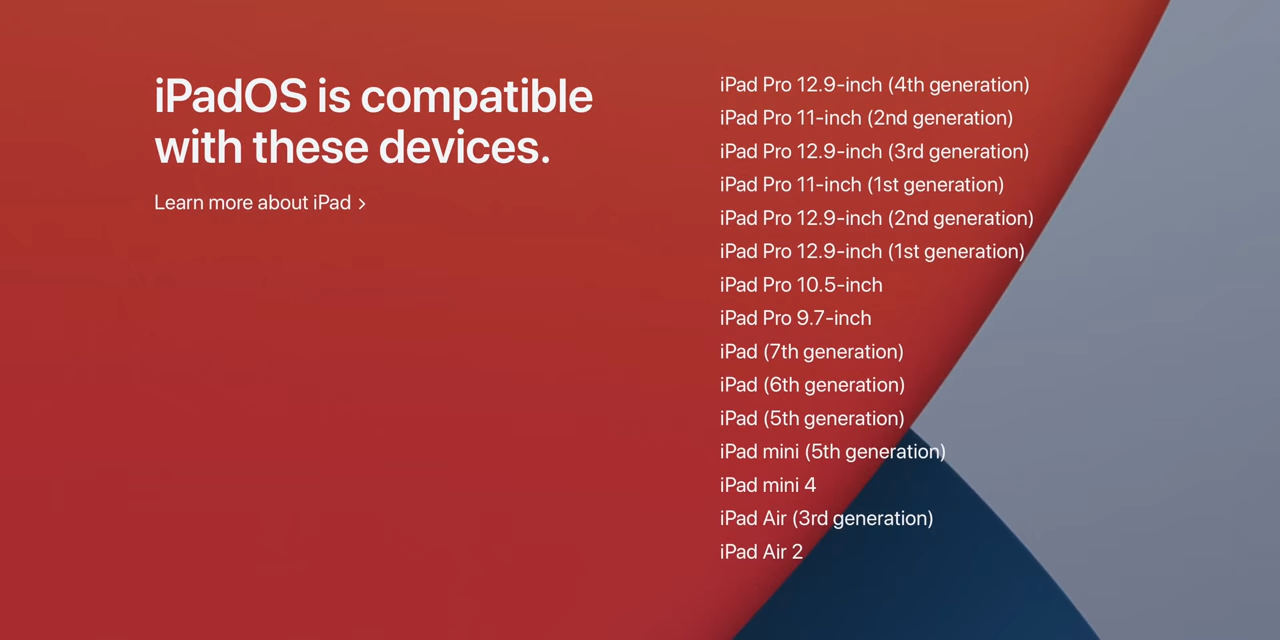 iPadOS is compatible
with these devices.
Learn more about iPad >
iPad Pro 12.9-inch (4th generation)
iPad Pro 11-inch (2nd generation)
iPad Pro 12.9-inch (3rd generation)
iPad Pro 11-inch (1st generation)
iPad Pro 12.9-inch (2nd generation)
iPad Pro 12.9-inch (1st generation)
iPad Pro 10.5-inch
iPad Pro 9.7-inch
iPad (7th generation)
iPad (6th generation)
iPad (5th generation)
iPad mini (5th generation)
iPad mini 4
iPad Air (3rd generation)
iPad Air 2